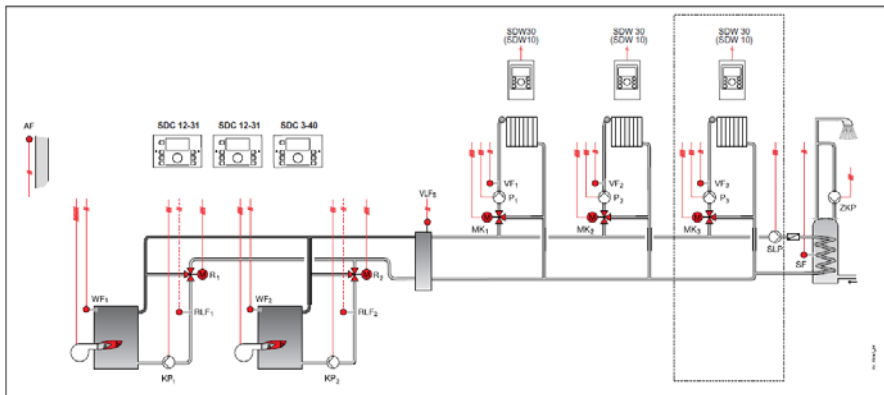 SDW30
(SDW10)
SDW 30
(SDW 10)
SDW 30
(SDW 10)
AF
SDC 12-31
SDC 12-31
SDC 3-40
VLFS
VF1
VF2
VF3
P1
P2
P3
ZKP
MK1
MK2
MK3
SLP
SF
R1
R2
WF1
WF2
RLF1
RLF2
KP1
KP2